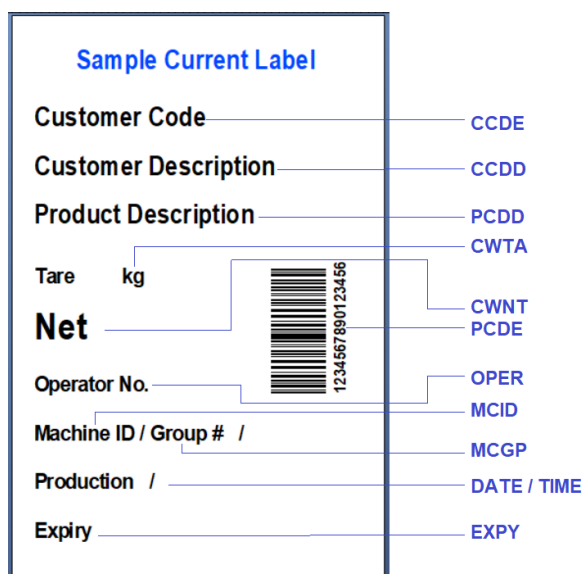 Sample Current Label
Customer Code CCDE
Customer Description CCDD
Product Description PCDD
CWTA
Tare kg
Net CWNT
1234567890123456 PCDE
Operator No. OPER
MCID
Machine ID / Group # /
MCGP
Production / DATE / TIME
Expiry EXPY